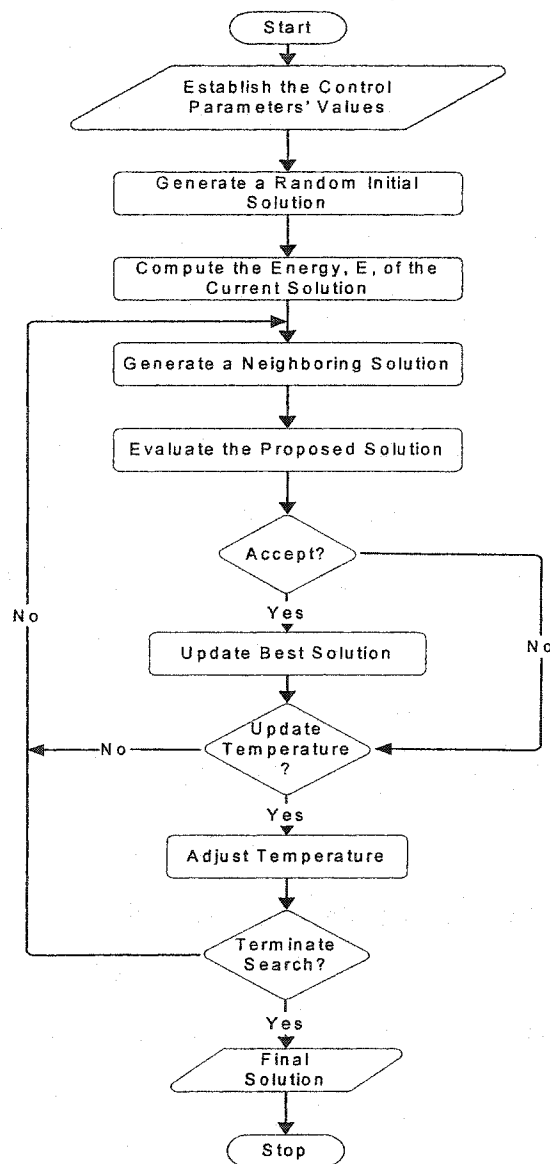 Start
Establish the Control
Parameters' Values
Generate a Random Initial
Solution
Compute the Energy, E, of the
Current Solution
Generate a Neighboring Solution
Evaluate the Proposed Solution
Accept?
No
Yes
No
Update Best Solution
Update
Temperature
?
No
Yes
Adjust Temperature
Terminate
Search?
Yes
Final
Solution
Stop